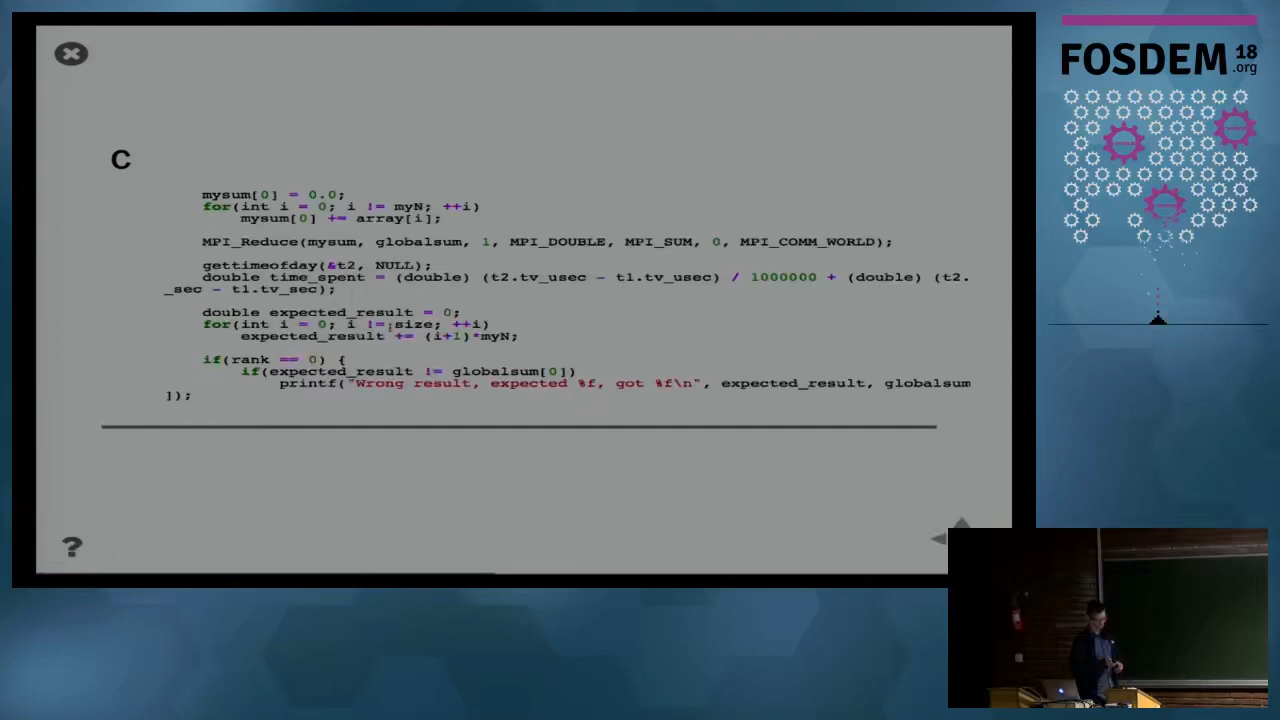 FOSDEM 18
.org
C
mysum[0] = 0.0;
for(int i = 0; i != myN; ++i)
mysum[0] += array[i];
MPI_Reduce(mysum, globalsum, 1, MPI_DOUBLE, MPI_SUM, 0, MPI_COMM_WORLD);
gettimeofday(&t2, NULL);
double time_spent = (double) (t2.tv_usec - t1.tv_usec) / 1000000 + (double) (t2.
_sec - t1.tv_sec);
double expected_result = 0;
for(int i = 0; i != size; ++i)
expected_result += (i+1)*myN;
if(rank == 0) {
if(expected_result != globalsum[0])
printf("Wrong result, expected %f, got %f\n", expected_result, globalsum
]);
?